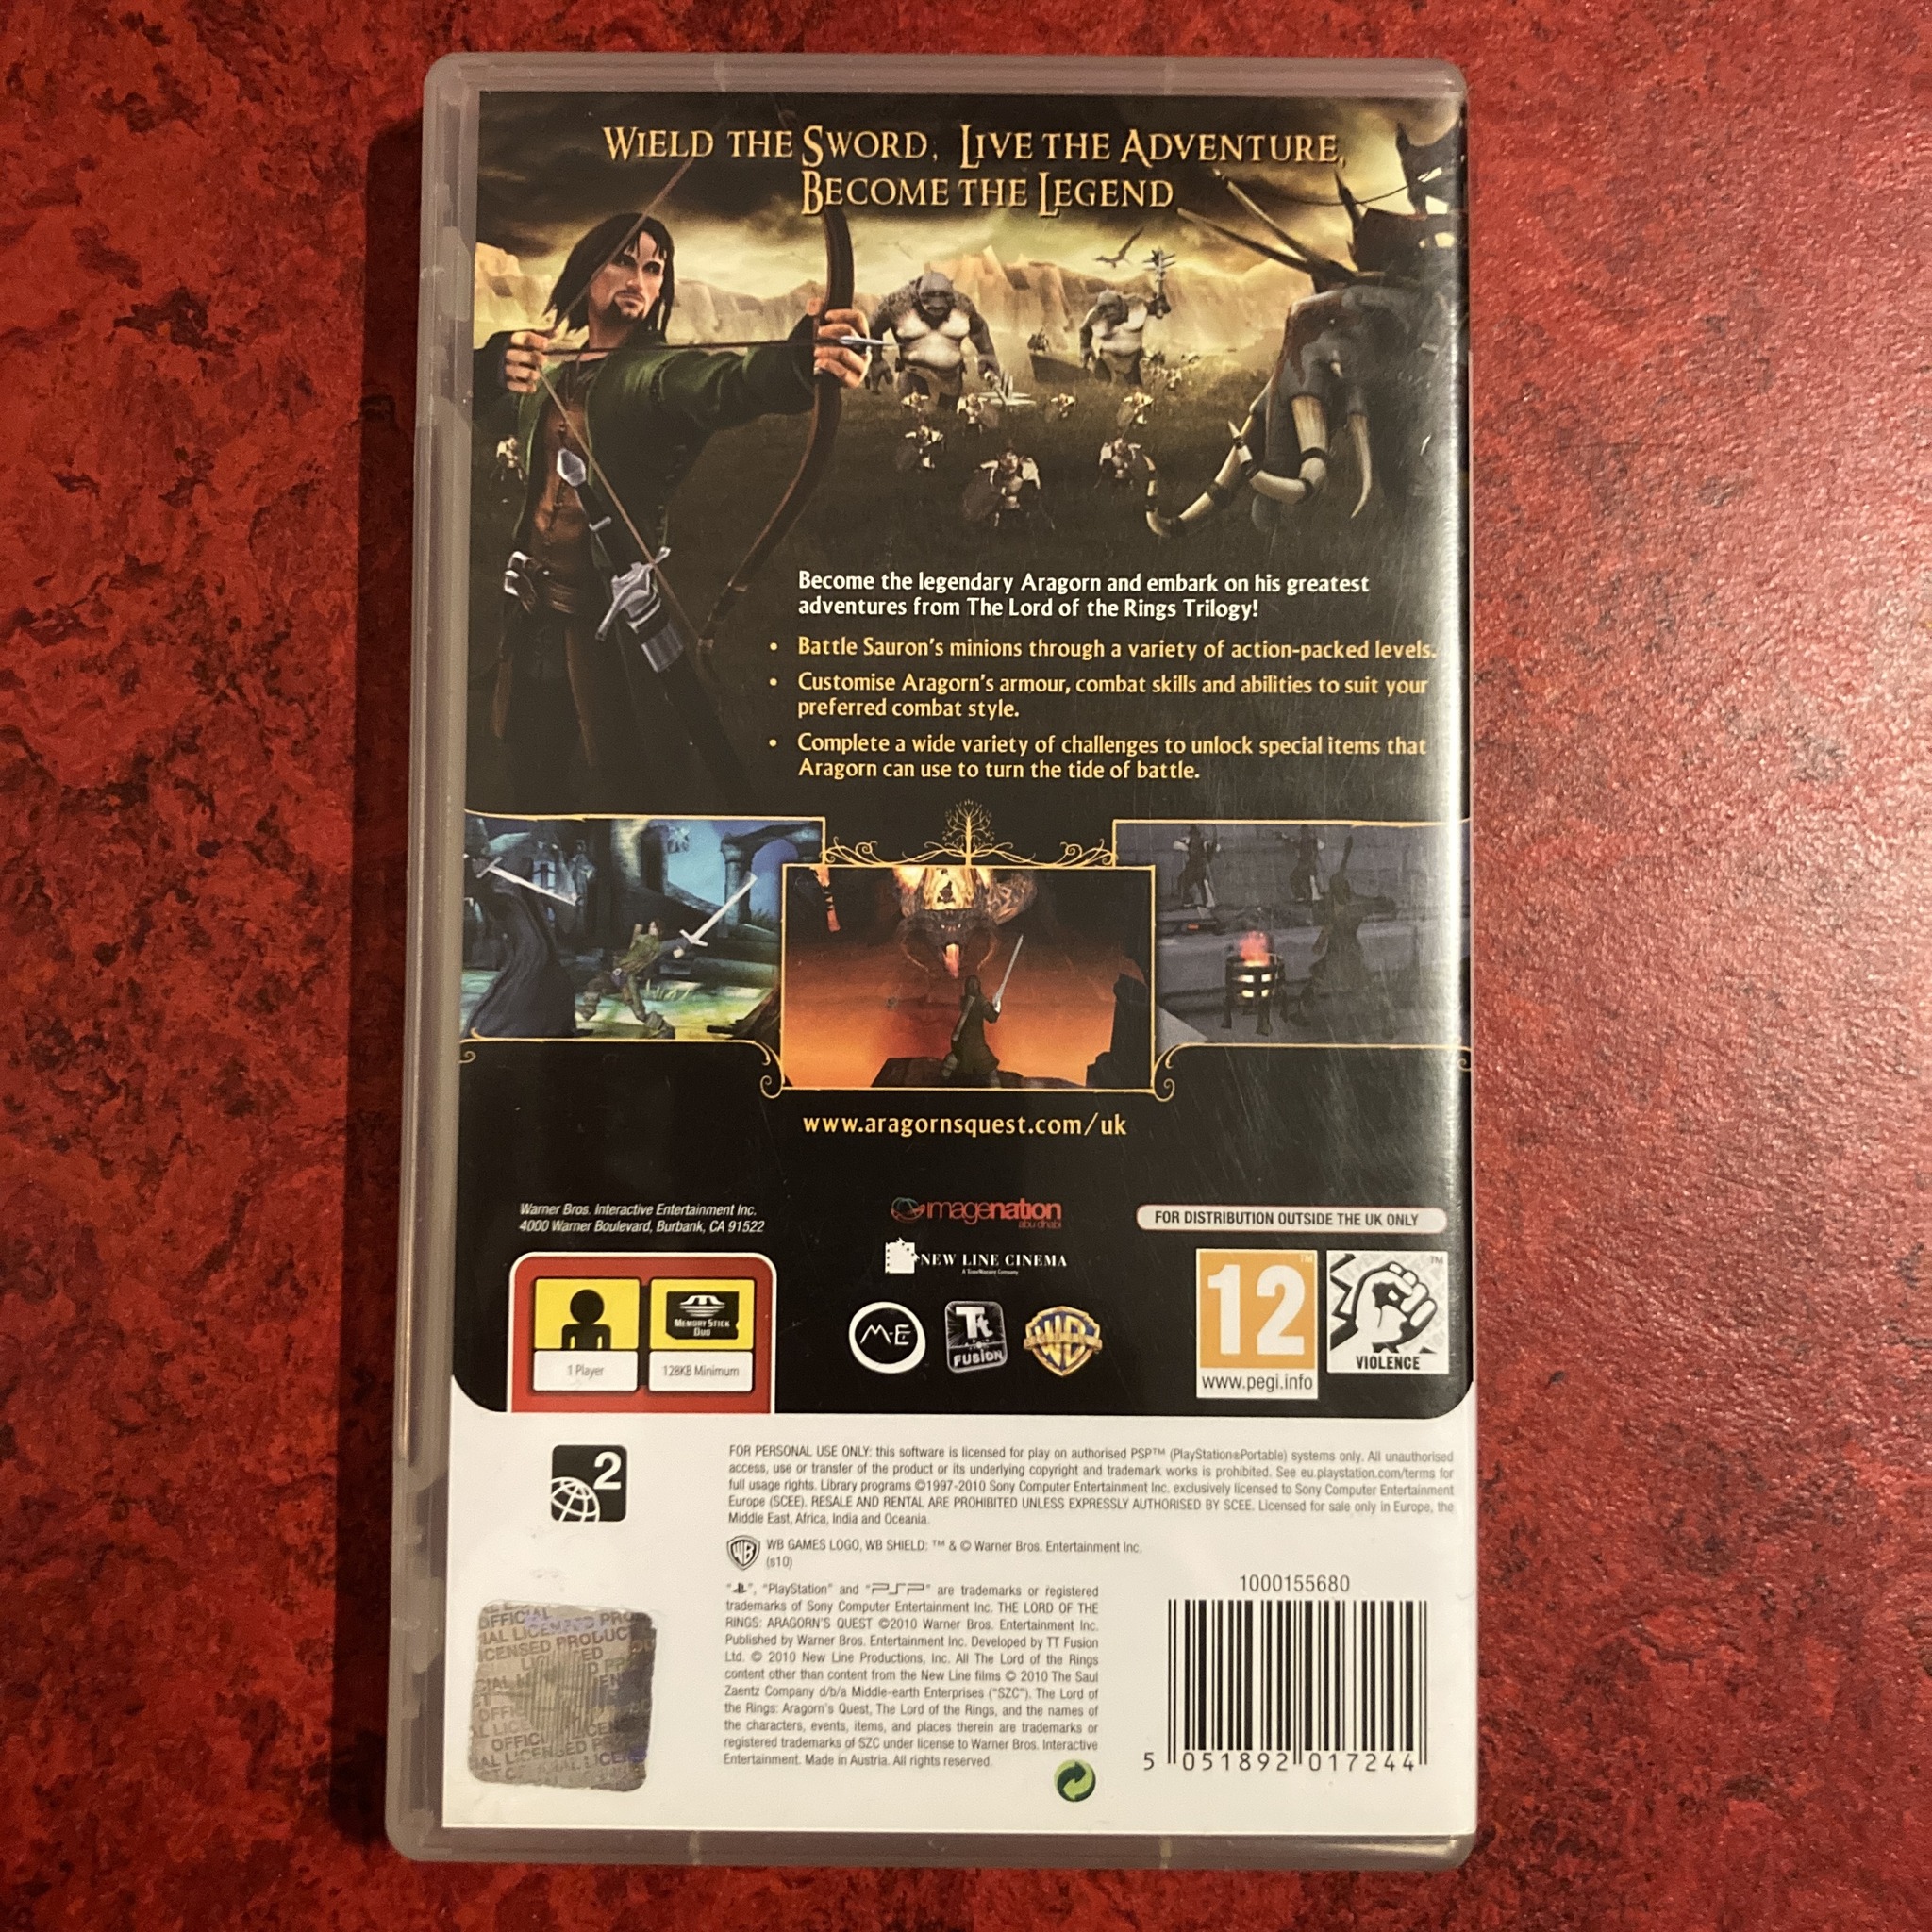 WIELD THE SWORD, LIVE THE ADVENTURE,
BECOME THE LEGEND
Become the legendary Aragorn and embark on his greatest
adventures from The Lord of the Rings Trilogy!
• Battle Sauron's minions through a variety of action-packed levels.
• Customise Aragorn's armour, combat skills and abilities to suit your
preferred combat style.
• Complete a wide variety of challenges to unlock special items that
Aragorn can use to turn the tide of battle.
www.aragornsquest.com/uk
Warner Bros. Interactive Entertainment Inc.
4000 Warner Boulevard, Burbank, CA 91522
imagenation
abu dhabi
NEW LINE CINEMA
A TimeWarner Company
FOR DISTRIBUTION OUTSIDE THE UK ONLY
1 Player
MEMORY STICK
DUO
128KB Minimum
M-E
Tt
FUSION
WB
12
www.pegi.info
VIOLENCE
2
FOR PERSONAL USE ONLY: this software is licensed for play on authorised PSP™ (PlayStation®Portable) systems only. All unauthorised
access, use or transfer of the product or its underlying copyright and trademark works is prohibited. See eu.playstation.com/terms for
full usage rights. Library programs ©1997-2010 Sony Computer Entertainment Inc. exclusively licensed to Sony Computer Entertainment
Europe (SCEE). RESALE AND RENTAL ARE PROHIBITED UNLESS EXPRESSLY AUTHORISED BY SCEE. Licensed for sale only in Europe, the
Middle East, Africa, India and Oceania.
WB GAMES LOGO, WB SHIELD: ™ & © Warner Bros. Entertainment Inc.
(s10)
"PlayStation" and "PSP" are trademarks or registered
trademarks of Sony Computer Entertainment Inc. THE LORD OF THE
RINGS: ARAGORN'S QUEST ©2010 Warner Bros. Entertainment Inc.
Published by Warner Bros. Entertainment Inc. Developed by TT Fusion
Ltd. © 2010 New Line Productions, Inc. All The Lord of the Rings
content other than content from the New Line films © 2010 The Saul
Zaentz Company d/b/a Middle-earth Enterprises ("SZC"). The Lord of
the Rings: Aragorn's Quest, The Lord of the Rings, and the names of
the characters, events, items, and places therein are trademarks or
registered trademarks of SZC under license to Warner Bros. Interactive
Entertainment. Made in Austria. All rights reserved.
1000155680
5 051892 017244
OFFICIAL
LICENSED PRODUCT